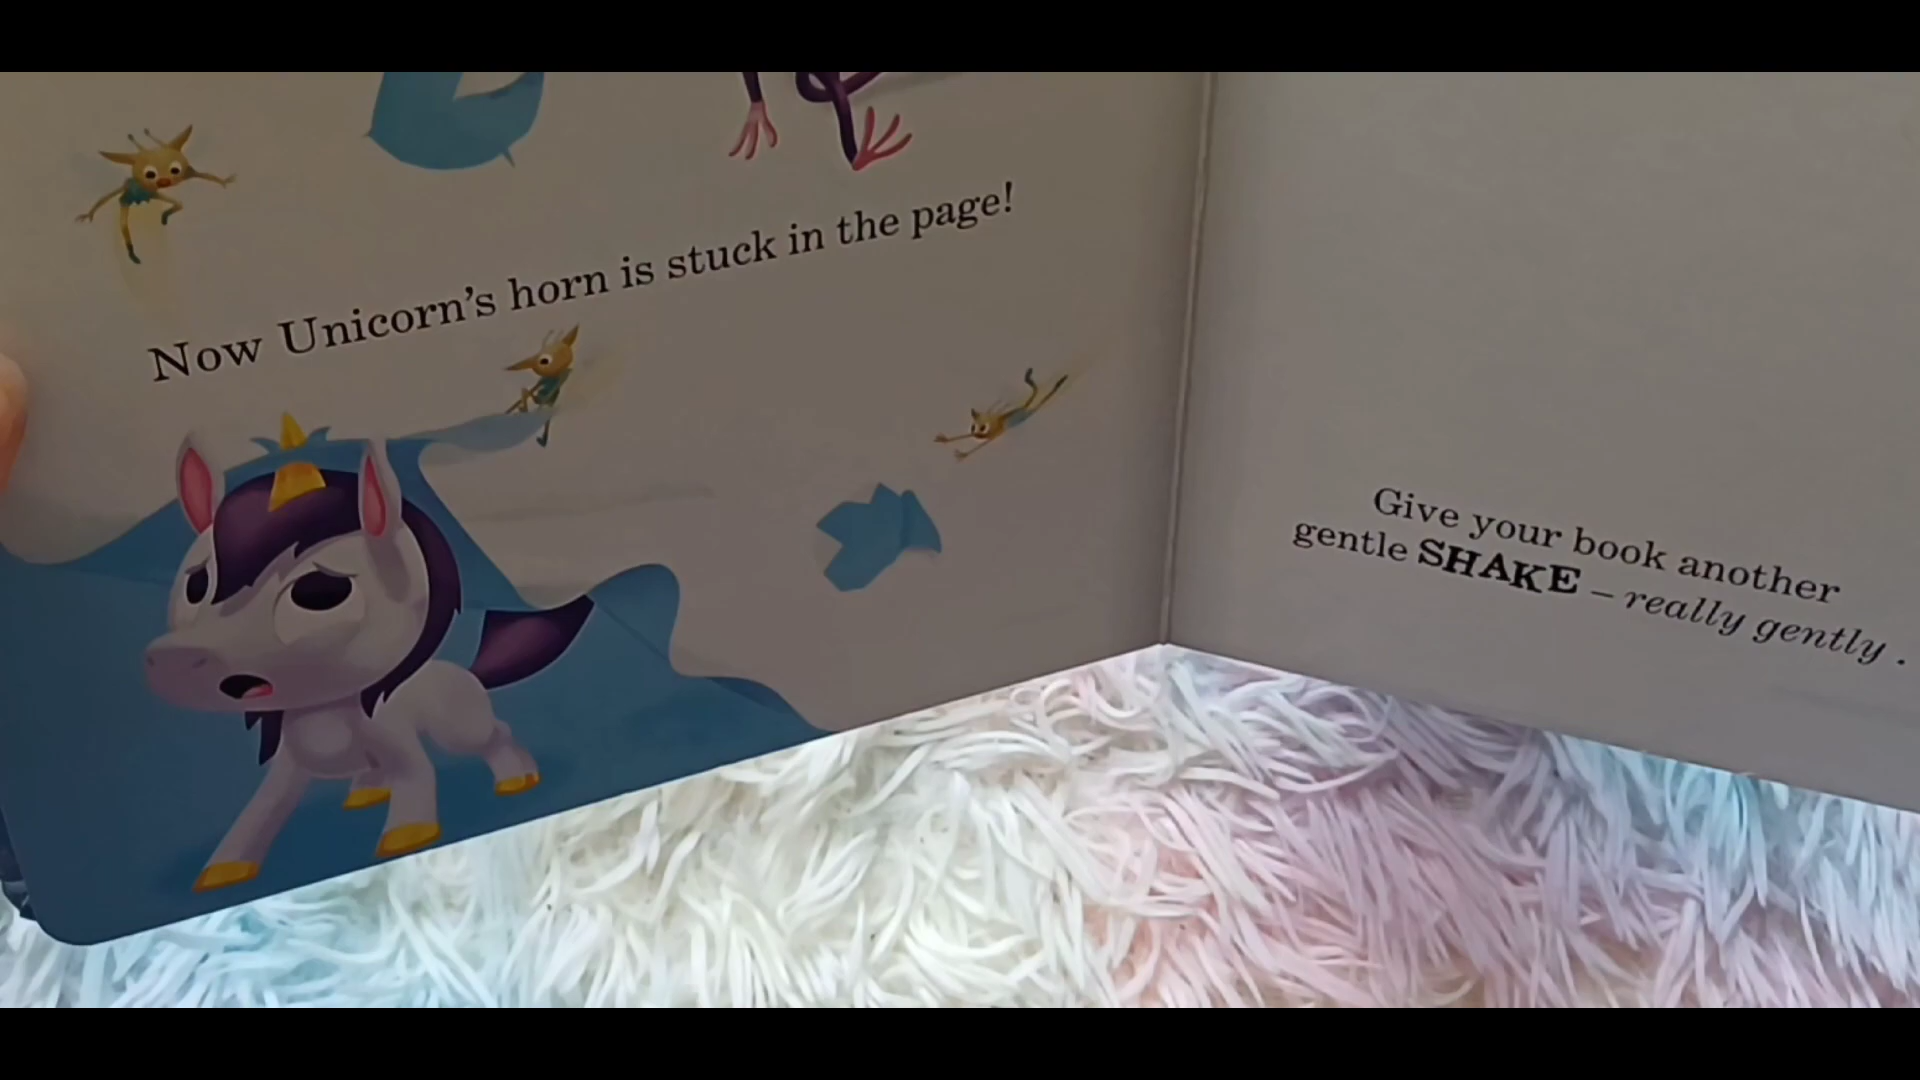 Now Unicorn's horn is stuck in the page!
Give your book another
gentle SHAKE – really gently .